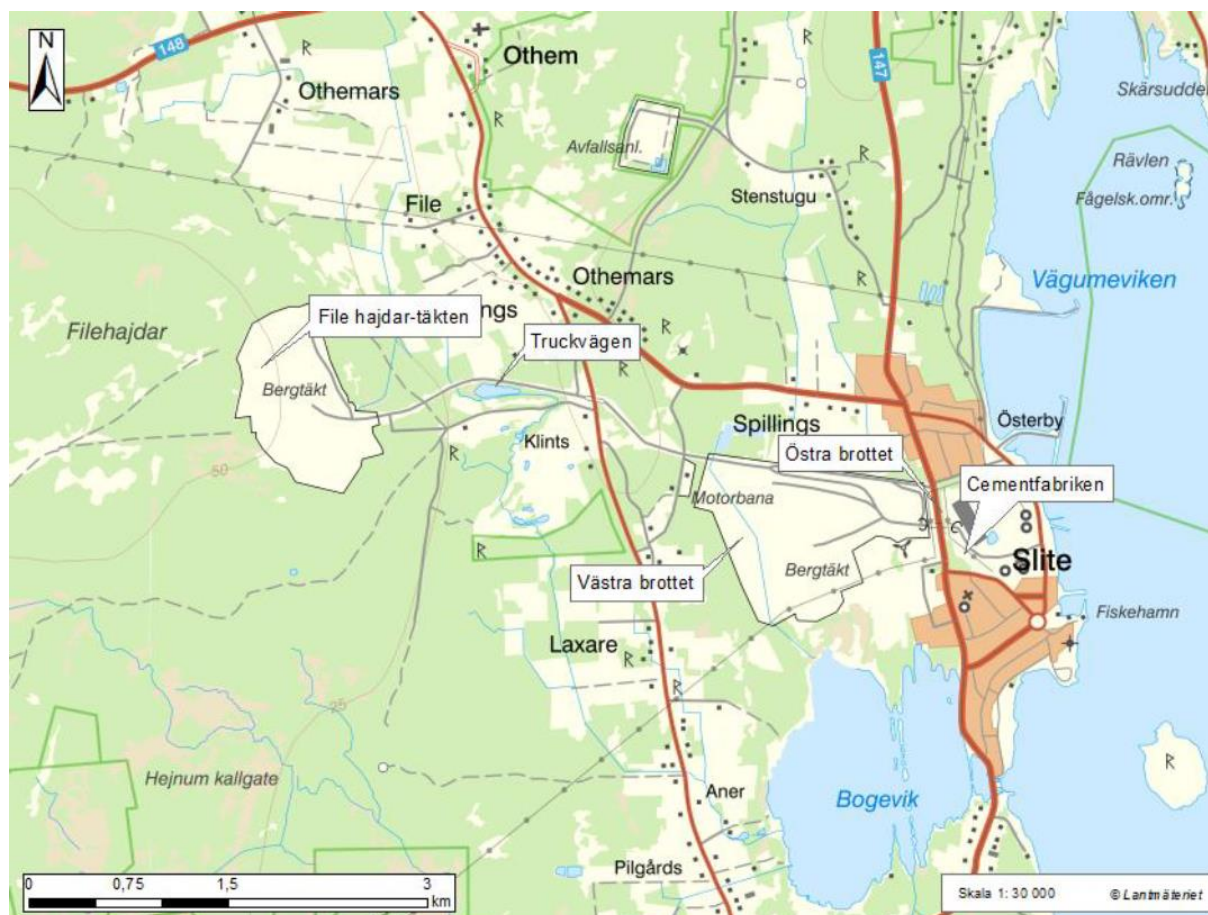 N
148
Othem
147
Othemars
Skärsudden
Avfallsanl.
Rävlen
Stenstugu
Fågelsk.omr.
File
Othemars
Vägumeviken
File hajdar-täkten
ngs
Filehajdar
Truckvägen
Bergtäkt
Spillings
Österby
Klints
Östra brottet
50
Cementfabriken
Motorbana
Slite
Västra brottet
Bergtäkt
Fiskehamn
Laxare
25
Hejnum kallgate
Aner
Bogevik
Pilgårds
0 0,75 1,5 3
km
Skala 1: 30 000 © Lantmäteriet